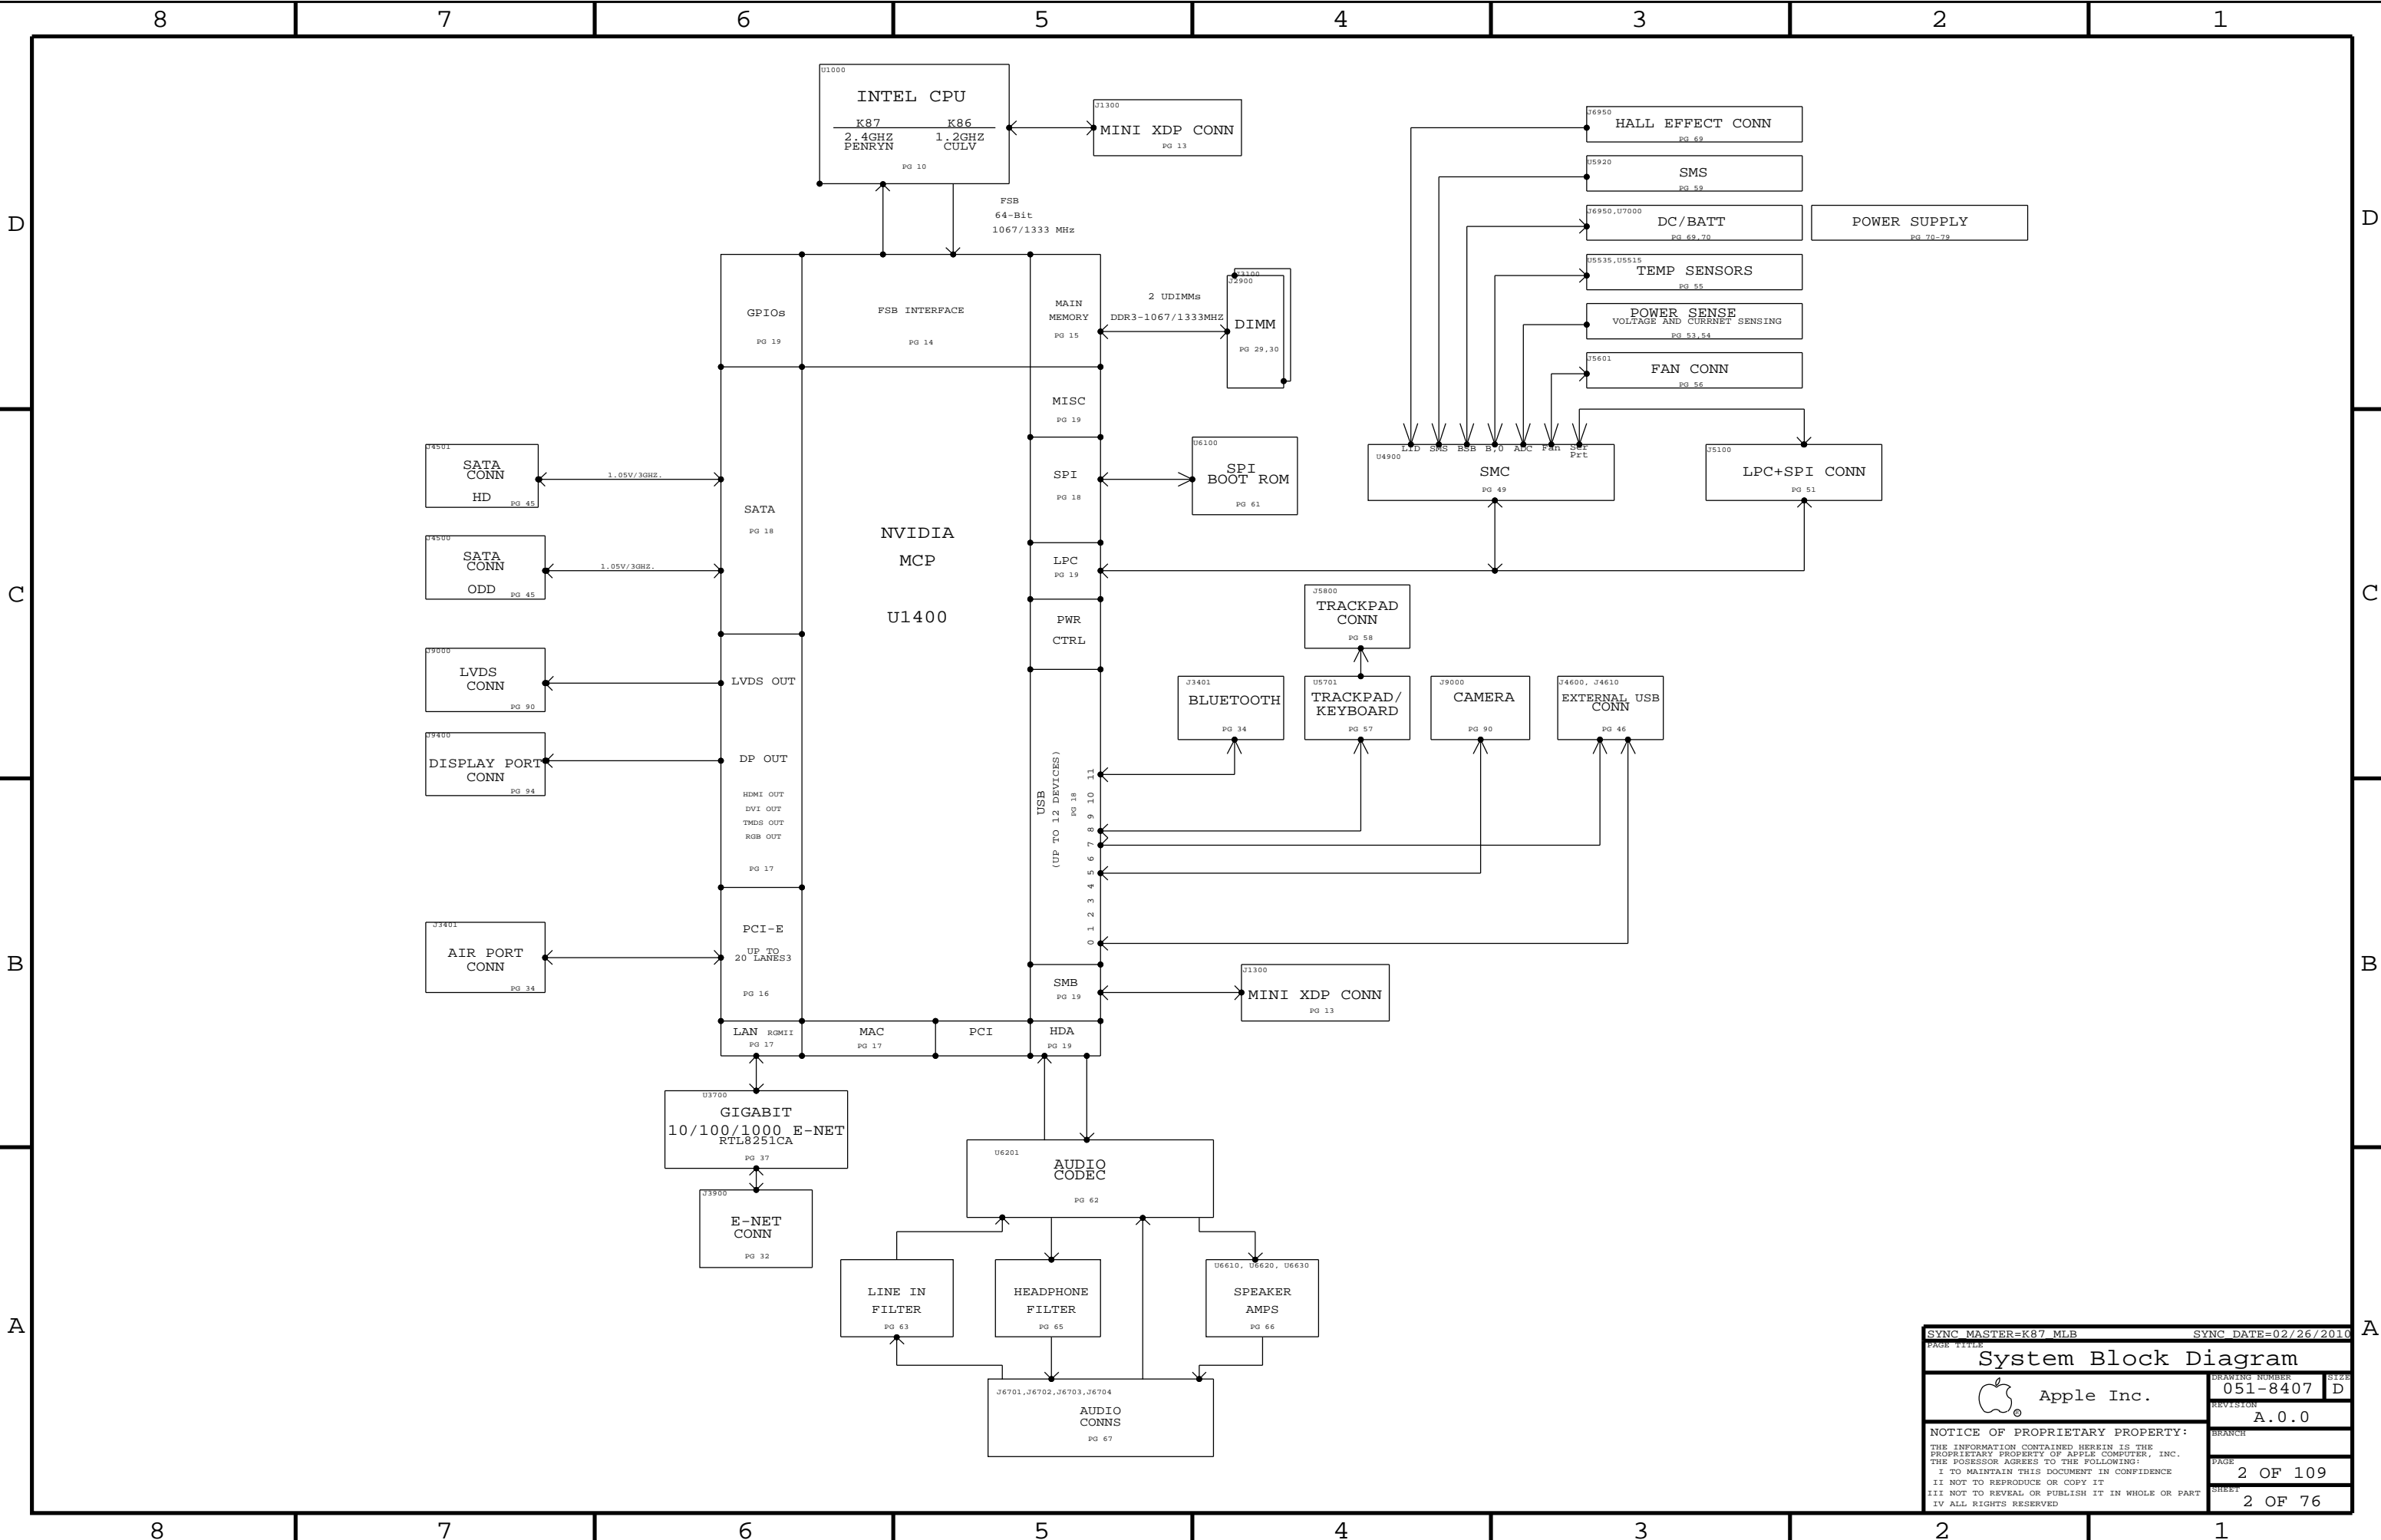 8 7 6 5 4 3 2 1
D
C
B
A
U1000
INTEL CPU
K87 K86
2.4GHZ 1.2GHZ
PENRYN CULV
PG 10
J1300
MINI XDP CONN
PG 13
FSB
64-Bit
1067/1333 MHz
J6950
HALL EFFECT CONN
PG 69
U5920
SMS
PG 59
J6950,U7000
DC/BATT
PG 69,70
POWER SUPPLY
PG 70-79
U5535,U5515
TEMP SENSORS
PG 55
POWER SENSE
VOLTAGE AND CURRNET SENSING
PG 53,54
J5601
FAN CONN
PG 56
GPIOs
PG 19
FSB INTERFACE
PG 14
MAIN
MEMORY
PG 15
2 UDIMMs
DDR3-1067/1333MHZ
J3100
J2900
DIMM
PG 29,30
MISC
PG 19
LID SMS BSB B,0 ADC Fan Ser
Prt
U4900
SMC
PG 49
J5100
LPC+SPI CONN
PG 51
J4501
SATA
CONN
HD
PG 45
1.05V/3GHZ.
J4500
SATA
CONN
ODD
PG 45
1.05V/3GHZ.
SATA
PG 18
NVIDIA
MCP
U1400
SPI
PG 18
U6100
SPI
BOOT ROM
PG 61
LPC
PG 19
PWR
CTRL
J5800
TRACKPAD
CONN
PG 58
J9000
LVDS
CONN
PG 90
LVDS OUT
J9400
DISPLAY PORT
CONN
PG 94
DP OUT
HDMI OUT
DVI OUT
TMDS OUT
RGB OUT
PG 17
J3401
BLUETOOTH
PG 34
U5701
TRACKPAD/
KEYBOARD
PG 57
J9000
CAMERA
PG 90
J4600, J4610
EXTERNAL USB
CONN
PG 46
USB
(UP TO 12 DEVICES)
PG 18
0 1 2 3 4 5 6 7 8 9 10 11
J3401
AIR PORT
CONN
PG 34
PCI-E
UP TO
20 LANES3
PG 16
SMB
PG 19
J1300
MINI XDP CONN
PG 13
LAN RGMII
PG 17
MAC
PG 17
PCI
HDA
PG 19
U3700
GIGABIT
10/100/1000 E-NET
RTL8251CA
PG 37
J3900
E-NET
CONN
PG 32
U6201
AUDIO
CODEC
PG 62
LINE IN
FILTER
PG 63
HEADPHONE
FILTER
PG 65
U6610, U6620, U6630
SPEAKER
AMPS
PG 66
J6701,J6702,J6703,J6704
AUDIO
CONNS
PG 67
SYNC_MASTER=K87_MLB SYNC_DATE=02/26/2010
PAGE TITLE
System Block Diagram
Apple Inc.
®
DRAWING NUMBER
051-8407
SIZE
D
REVISION
A.0.0
BRANCH
PAGE
2 OF 109
SHEET
2 OF 76
NOTICE OF PROPRIETARY PROPERTY:
THE INFORMATION CONTAINED HEREIN IS THE
PROPRIETARY PROPERTY OF APPLE COMPUTER, INC.
THE POSESSOR AGREES TO THE FOLLOWING:
I TO MAINTAIN THIS DOCUMENT IN CONFIDENCE
II NOT TO REPRODUCE OR COPY IT
III NOT TO REVEAL OR PUBLISH IT IN WHOLE OR PART
IV ALL RIGHTS RESERVED
D
C
B
A
8 7 6 5 4 3 2 1